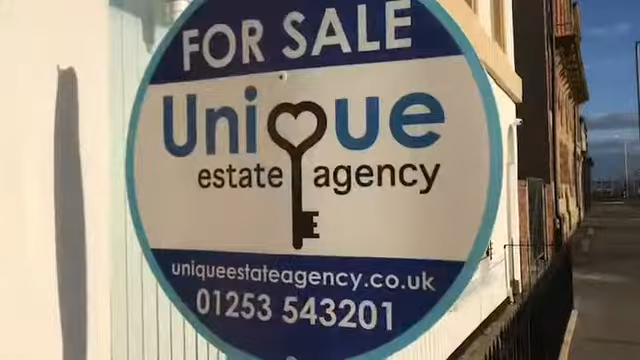 FOR SALE
Unique
estate agency
uniqueestateagency.co.uk
01253 543201